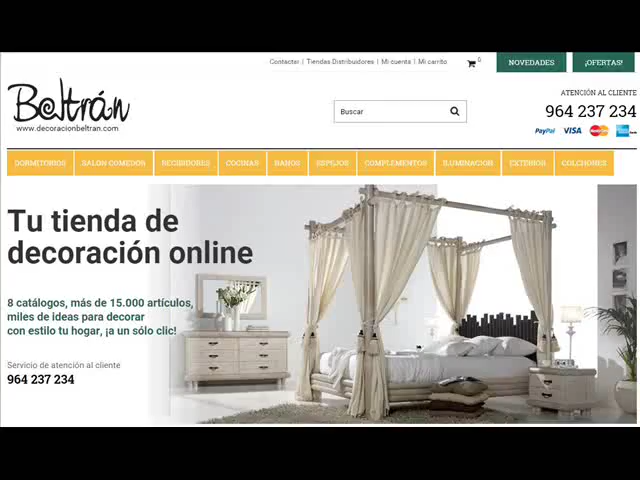 Contactar | Tiendas Distribuidores | Mi cuenta | Mi carrito
0
NOVEDADES
¡OFERTAS!
Beltrán
www.decoracionbeltran.com
Buscar
ATENCIÓN AL CLIENTE
964 237 234
PayPal VISA MasterCard
DORMITORIOS SALÓN COMEDOR RECIBIDORES COCINAS BAÑOS ESPEJOS COMPLEMENTOS ILUMINACIÓN EXTERIOR COLCHONES
Tu tienda de
decoración online
8 catálogos, más de 15.000 artículos,
miles de ideas para decorar
con estilo tu hogar, ¡a un sólo clic!
Servicio de atención al cliente
964 237 234